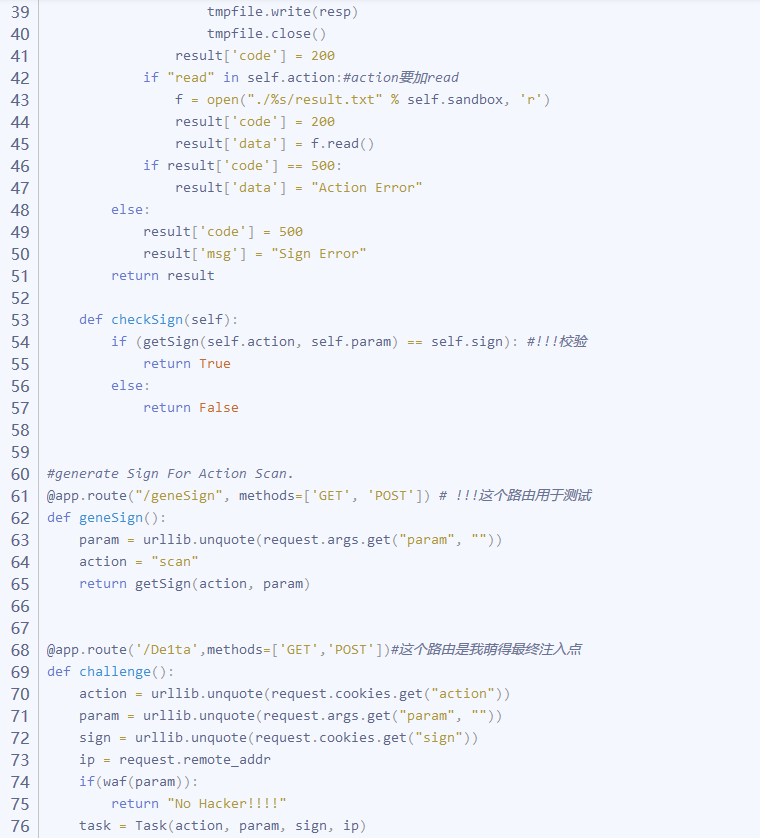 39                     tmpfile.write(resp)
40                     tmpfile.close()
41                 result['code'] = 200
42             if "read" in self.action:#action要加read
43                 f = open("./%s/result.txt" % self.sandbox, 'r')
44                 result['code'] = 200
45                 result['data'] = f.read()
46             if result['code'] == 500:
47                 result['data'] = "Action Error"
48         else:
49             result['code'] = 500
50             result['msg'] = "Sign Error"
51         return result
52
53     def checkSign(self):
54         if (getSign(self.action, self.param) == self.sign): #!!!校验
55             return True
56         else:
57             return False
58
59
60 #generate Sign For Action Scan.
61 @app.route("/geneSign", methods=['GET', 'POST']) # !!!这个路由用于测试
62 def geneSign():
63     param = urllib.unquote(request.args.get("param", ""))
64     action = "scan"
65     return getSign(action, param)
66
67
68 @app.route('/De1ta',methods=['GET','POST'])#这个路由是我萌得最终注入点
69 def challenge():
70     action = urllib.unquote(request.cookies.get("action"))
71     param = urllib.unquote(request.args.get("param", ""))
72     sign = urllib.unquote(request.cookies.get("sign"))
73     ip = request.remote_addr
74     if(waf(param)):
75         return "No Hacker!!!!"
76     task = Task(action, param, sign, ip)